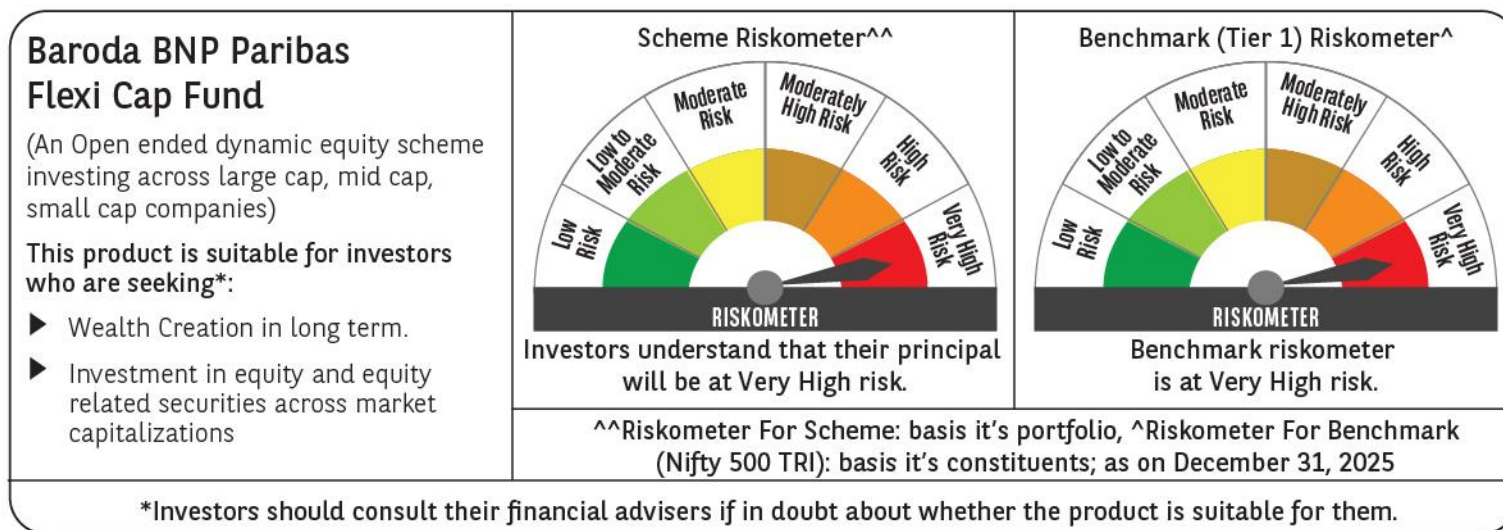 Baroda BNP Paribas
Flexi Cap Fund
(An Open ended dynamic equity scheme
investing across large cap, mid cap,
small cap companies)
This product is suitable for investors
who are seeking*:
▶ Wealth Creation in long term.
▶ Investment in equity and equity
related securities across market
capitalizations
Scheme Riskometer^^
Low
Risk
Low to
Moderate
Risk
Moderate
Risk
Moderately
High Risk
High
Risk
Very High
Risk
RISKOMETER
Investors understand that their principal
will be at Very High risk.
Benchmark (Tier 1) Riskometer^
Low
Risk
Low to
Moderate
Risk
Moderate
Risk
Moderately
High Risk
High
Risk
Very High
Risk
RISKOMETER
Benchmark riskometer
is at Very High risk.
^^Riskometer For Scheme: basis it's portfolio, ^Riskometer For Benchmark
(Nifty 500 TRI): basis it's constituents; as on December 31, 2025
*Investors should consult their financial advisers if in doubt about whether the product is suitable for them.